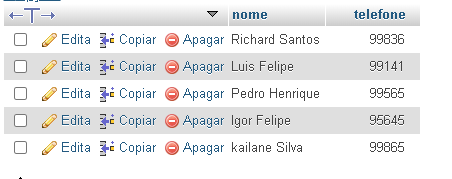 nome telefone
Edita Copiar Apagar Richard Santos 99836
Edita Copiar Apagar Luis Felipe 99141
Edita Copiar Apagar Pedro Henrique 99565
Edita Copiar Apagar Igor Felipe 95645
Edita Copiar Apagar kailane Silva 99865